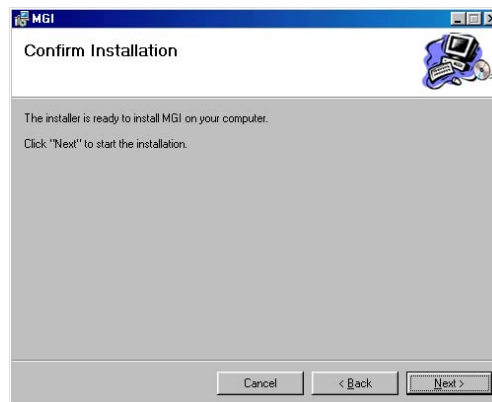 MGI
Confirm Installation
The installer is ready to install MGI on your computer.
Click "Next" to start the installation.
Cancel
< Back
Next >